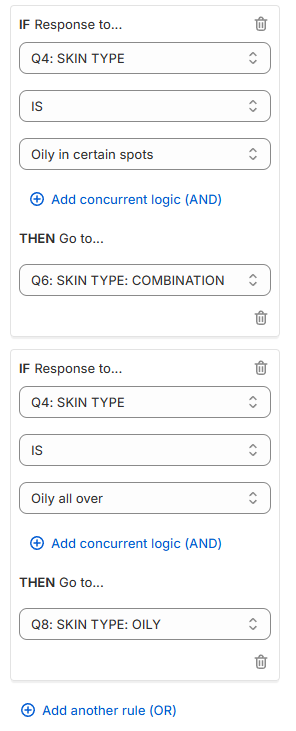 IF Response to...
Q4: SKIN TYPE
IS
Oily in certain spots
Add concurrent logic (AND)
THEN Go to...
Q6: SKIN TYPE: COMBINATION
IF Response to...
Q4: SKIN TYPE
IS
Oily all over
Add concurrent logic (AND)
THEN Go to...
Q8: SKIN TYPE: OILY
Add another rule (OR)